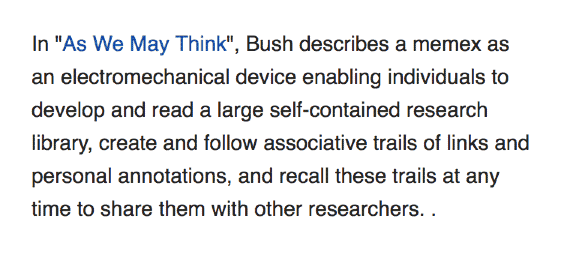 In "As We May Think", Bush describes a memex as
an electromechanical device enabling individuals to
develop and read a large self-contained research
library, create and follow associative trails of links and
personal annotations, and recall these trails at any
time to share them with other researchers. .